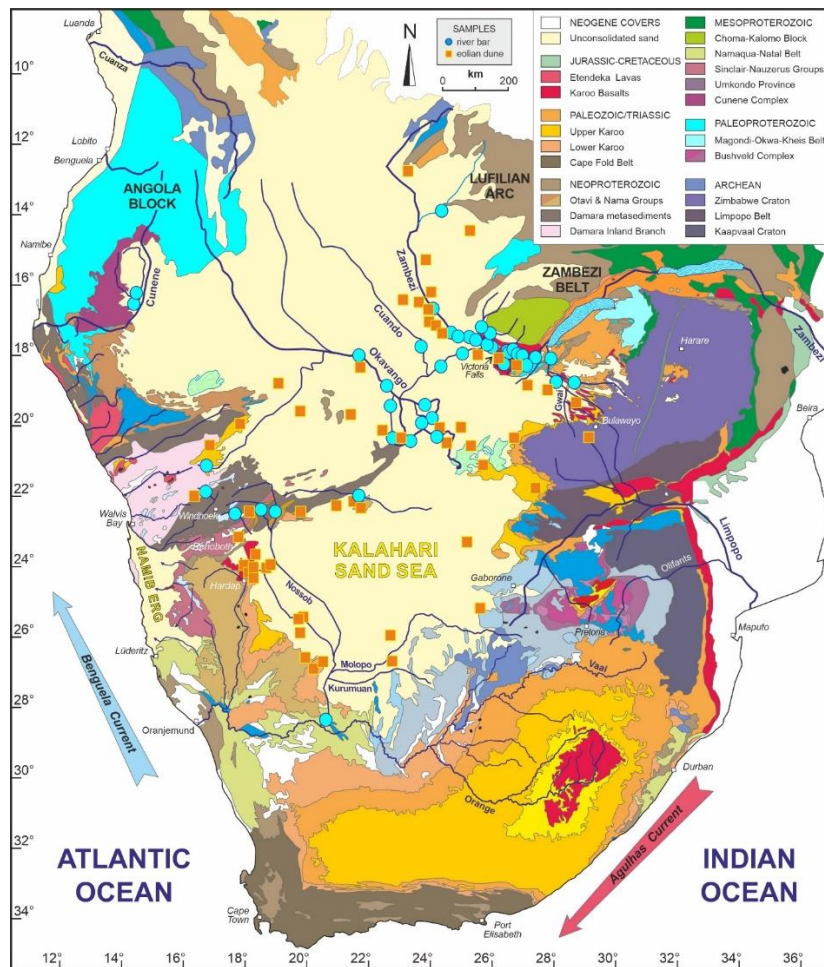 Luanda
Cuanza
10°
12°
Lobito
Benguela
ANGOLA
BLOCK
14°
Namibe
Cunene
16°
18°
20°
22°
24°
26°
28°
30°
32°
34°
N
SAMPLES
river bar
eolian dune
km
0 200
LUFILIAN
ARC
Zambezi
ZAMBEZI
BELT
Cuando
Okavango
Victoria
Falls
Gwai
Harare
Zambezi
Bulawayo
Beira
Walvis
Bay
Windhoek
Rehoboth
Hardap
NAMIB ERG
Nossob
KALAHARI
SAND SEA
Gaborone
Limpopo
Olifants
Pretoria
Maputo
Lüderitz
Molopo
Kurumuan
Vaal
Oranjemund
Orange
Durban
Benguela Current
Agulhas Current
ATLANTIC
OCEAN
INDIAN
OCEAN
Cape
Town
Port
Elisabeth
12° 14° 16° 18° 20° 22° 24° 26° 28° 30° 32° 34° 36°
NEOGENE COVERS
Unconsolidated sand
JURASSIC-CRETACEOUS
Etendeka Lavas
Karoo Basalts
PALEOZOIC/TRIASSIC
Upper Karoo
Lower Karoo
Cape Fold Belt
NEOPROTEROZOIC
Otavi & Nama Groups
Damara metasediments
Damara Inland Branch
MESOPROTEROZOIC
Choma-Kalomo Block
Namaqua-Natal Belt
Sinclair-Nauzerus Groups
Umkondo Province
Cunene Complex
PALEOPROTEROZOIC
Magondi-Okwa-Kheis Belt
Bushveld Complex
ARCHEAN
Zimbabwe Craton
Limpopo Belt
Kaapvaal Craton